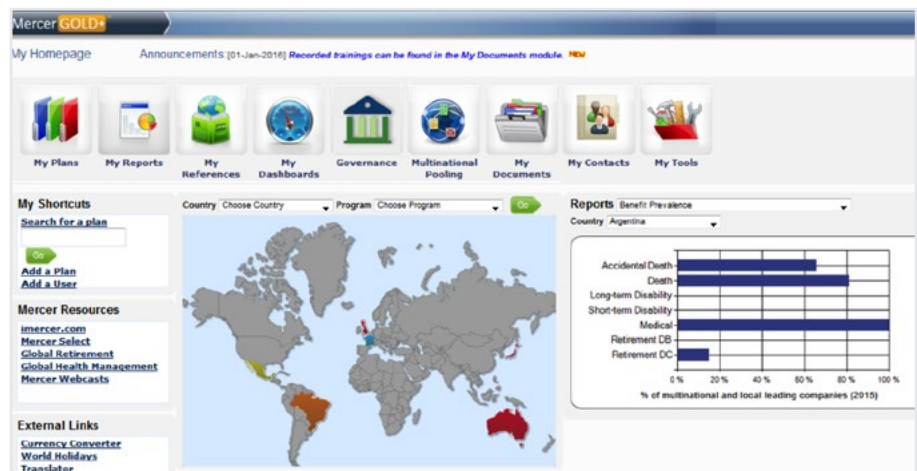 Mercer GOLD+
My Homepage
Announcements:[01-Jan-2016] Recorded trainings can be found in the My Documents module. NEW
My Plans
My Reports
My References
My Dashboards
Governance
Multinational Pooling
My Documents
My Contacts
My Tools
My Shortcuts
Search for a plan
Go
Add a Plan
Add a User
Mercer Resources
imercer.com
Mercer Select
Global Retirement
Global Health Management
Mercer Webcasts
External Links
Currency Converter
World Holidays
Translator
Country Choose Country Program Choose Program Go
Reports Benefit Prevalence
Country Argentina
Accidental Death
Death
Long-term Disability
Short-term Disability
Medical
Retirement DB
Retirement DC
0 % 20 % 40 % 60 % 80 % 100 %
% of multinational and local leading companies (2015)